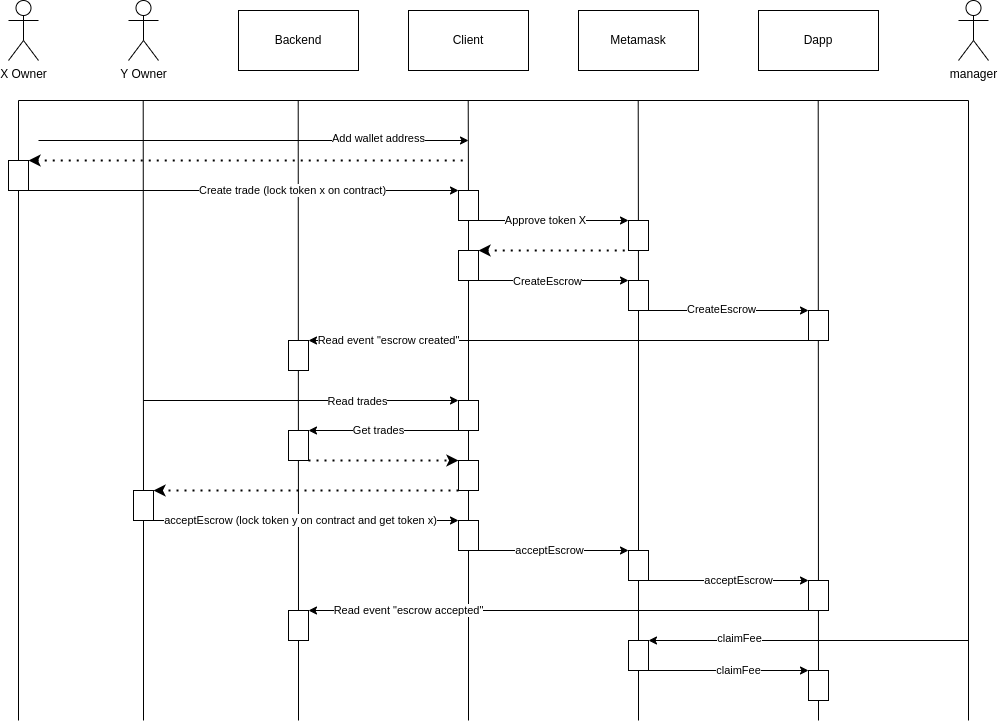 X Owner
Y Owner
Backend
Client
Metamask
Dapp
manager
Add wallet address
Create trade (lock token x on contract)
Approve token X
CreateEscrow
CreateEscrow
Read event "escrow created"
Read trades
Get trades
acceptEscrow (lock token y on contract and get token x)
acceptEscrow
acceptEscrow
Read event "escrow accepted"
claimFee
claimFee